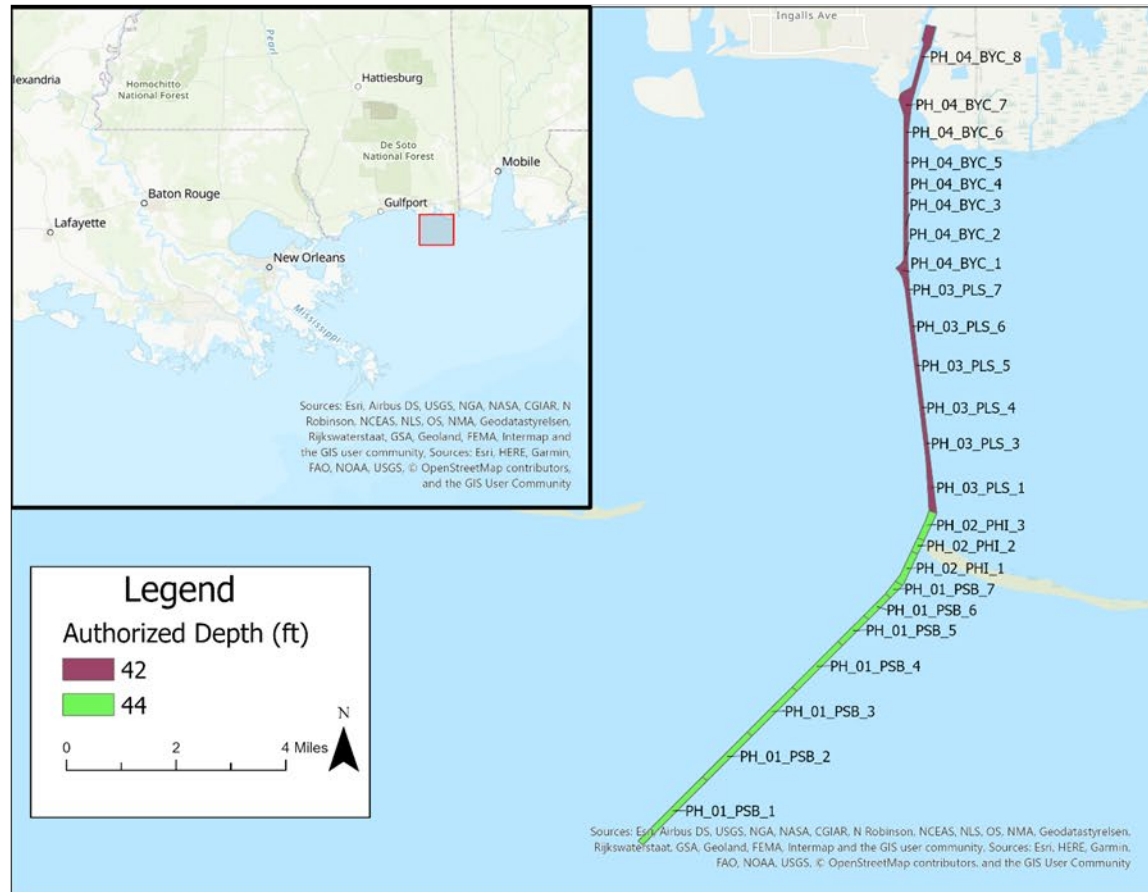 Ingalls Ave
Pearl
Hattiesburg
exandria
Homochitto
National Forest
De Soto
National Forest
Mobile
Baton Rouge
Gulfport
Lafayette
New Orleans
Mississippi
Sources: Esri, Airbus DS, USGS, NGA, NASA, CGIAR, N
Robinson, NCEAS, NLS, OS, NMA, Geodatastyrelsen,
Rijkswaterstaat, GSA, Geoland, FEMA, Intermap and
the GIS user community, Sources: Esri, HERE, Garmin,
FAO, NOAA, USGS, © OpenStreetMap contributors,
and the GIS User Community
PH_04_BYC_8
PH_04_BYC_7
PH_04_BYC_6
PH_04_BYC_5
PH_04_BYC_4
PH_04_BYC_3
PH_04_BYC_2
PH_04_BYC_1
PH_03_PLS_7
PH_03_PLS_6
PH_03_PLS_5
PH_03_PLS_4
PH_03_PLS_3
PH_03_PLS_1
PH_02_PHI_3
PH_02_PHI_2
PH_02_PHI_1
PH_01_PSB_7
PH_01_PSB_6
PH_01_PSB_5
PH_01_PSB_4
PH_01_PSB_3
PH_01_PSB_2
PH_01_PSB_1
Legend
Authorized Depth (ft)
42
44
N
0 2 4 Miles
Sources: Esri, Airbus DS, USGS, NGA, NASA, CGIAR, N Robinson, NCEAS, NLS, OS, NMA, Geodatastyrelsen,
Rijkswaterstaat, GSA, Geoland, FEMA, Intermap and the GIS user community, Sources: Esri, HERE, Garmin,
FAO, NOAA, USGS, © OpenStreetMap contributors, and the GIS User Community